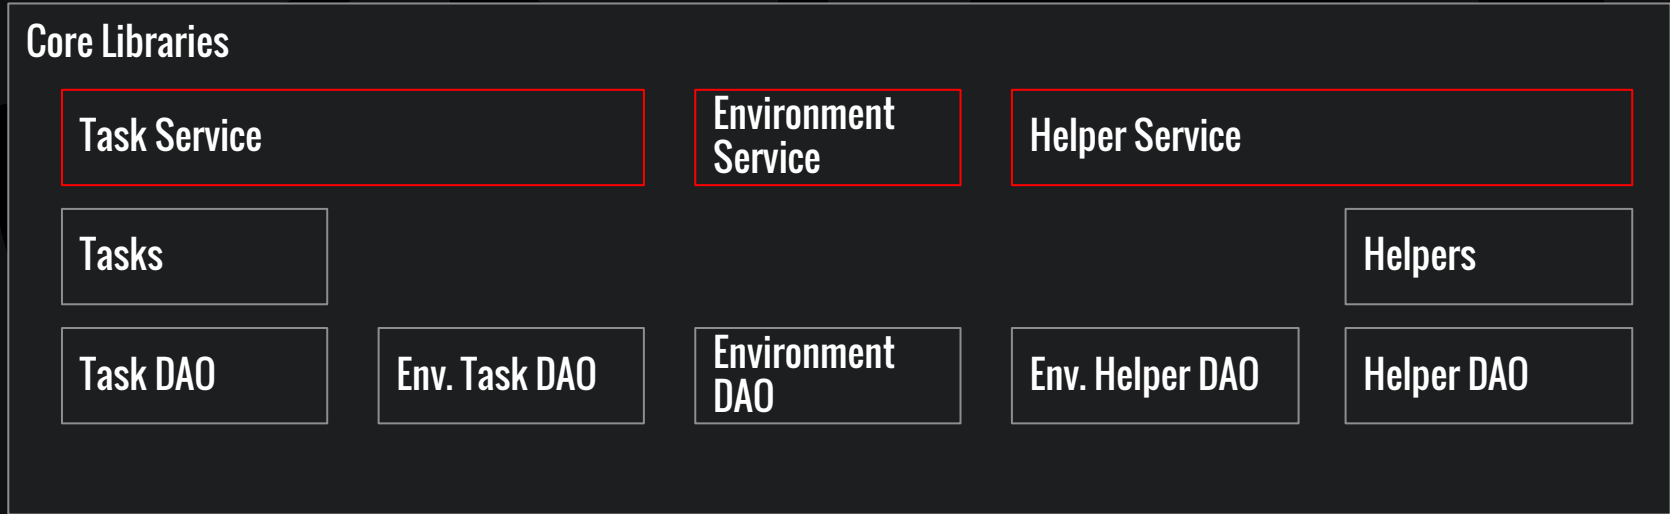 Core Libraries
Task Service
Environment
Service
Helper Service
Tasks
Helpers
Task DAO
Env. Task DAO
Environment
DAO
Env. Helper DAO
Helper DAO